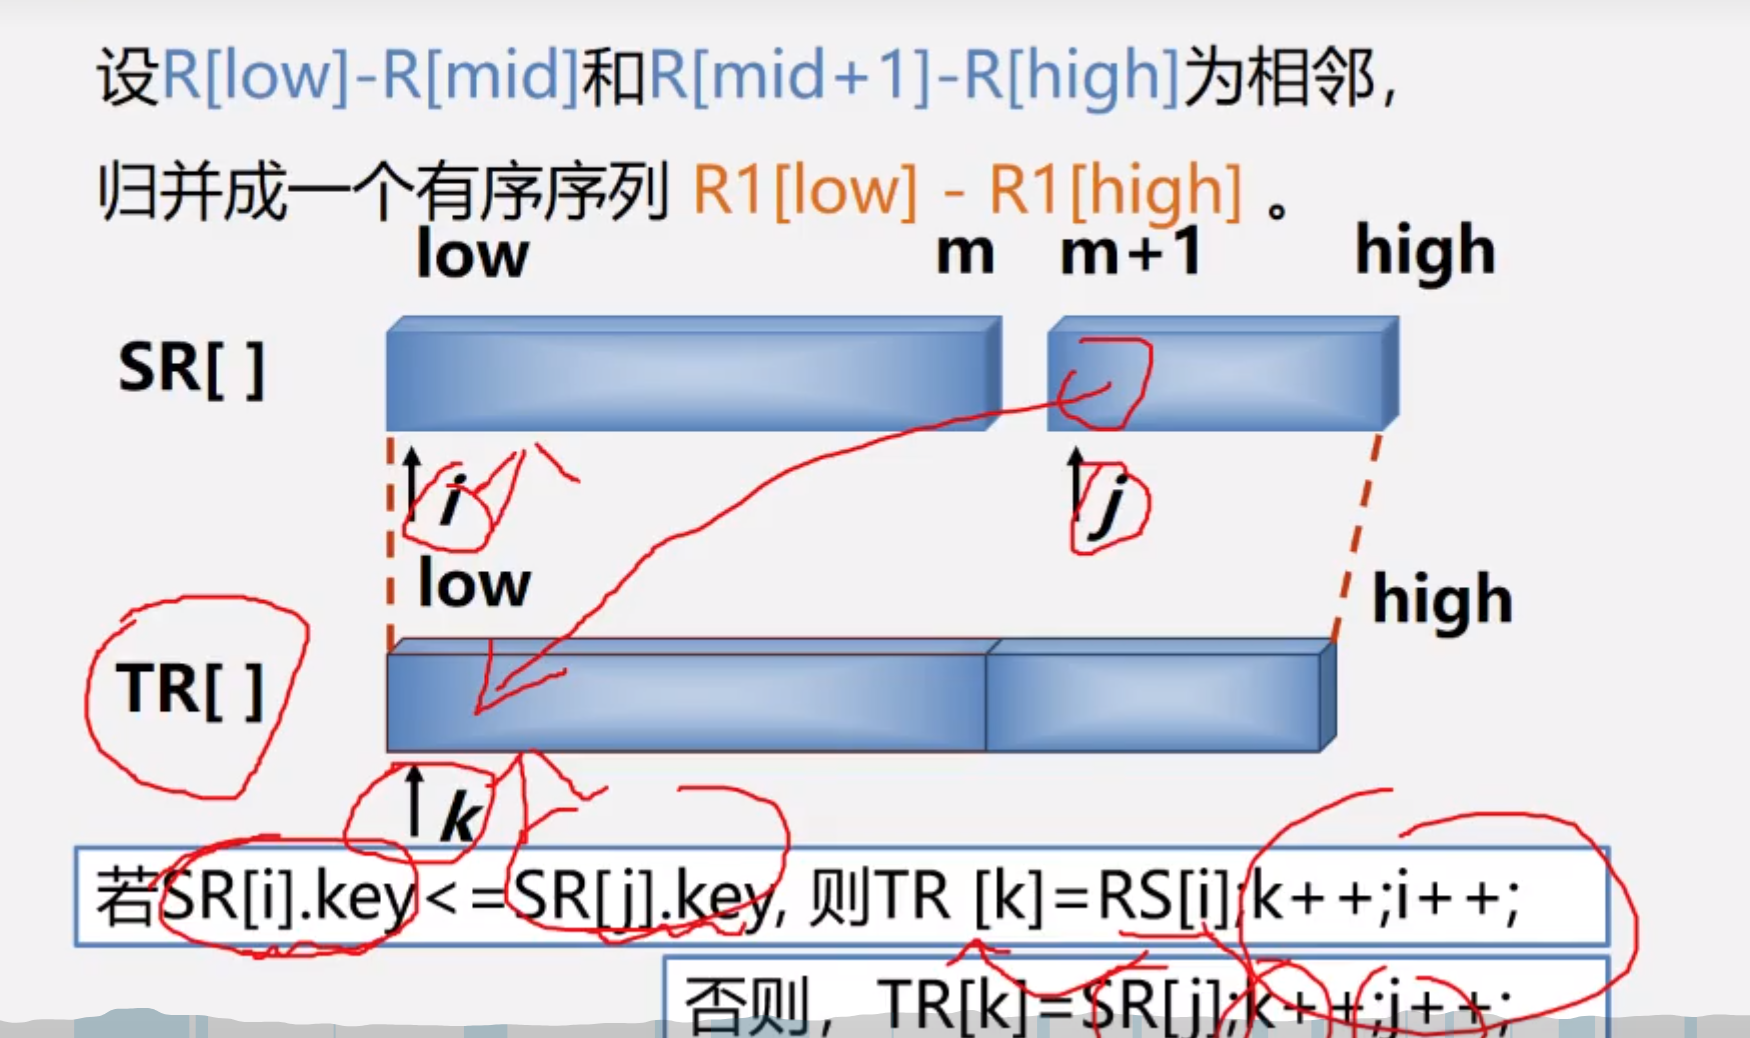 设R[low]-R[mid]和R[mid+1]-R[high]为相邻，
归并成一个有序序列 R1[low] - R1[high] 。
low m m+1 high
SR[ ]
i j
low high
TR[ ]
k
若SR[i].key<=SR[j].key, 则TR [k]=RS[i];k++;i++;
否则， TR[k]=SR[j];k++;j++;